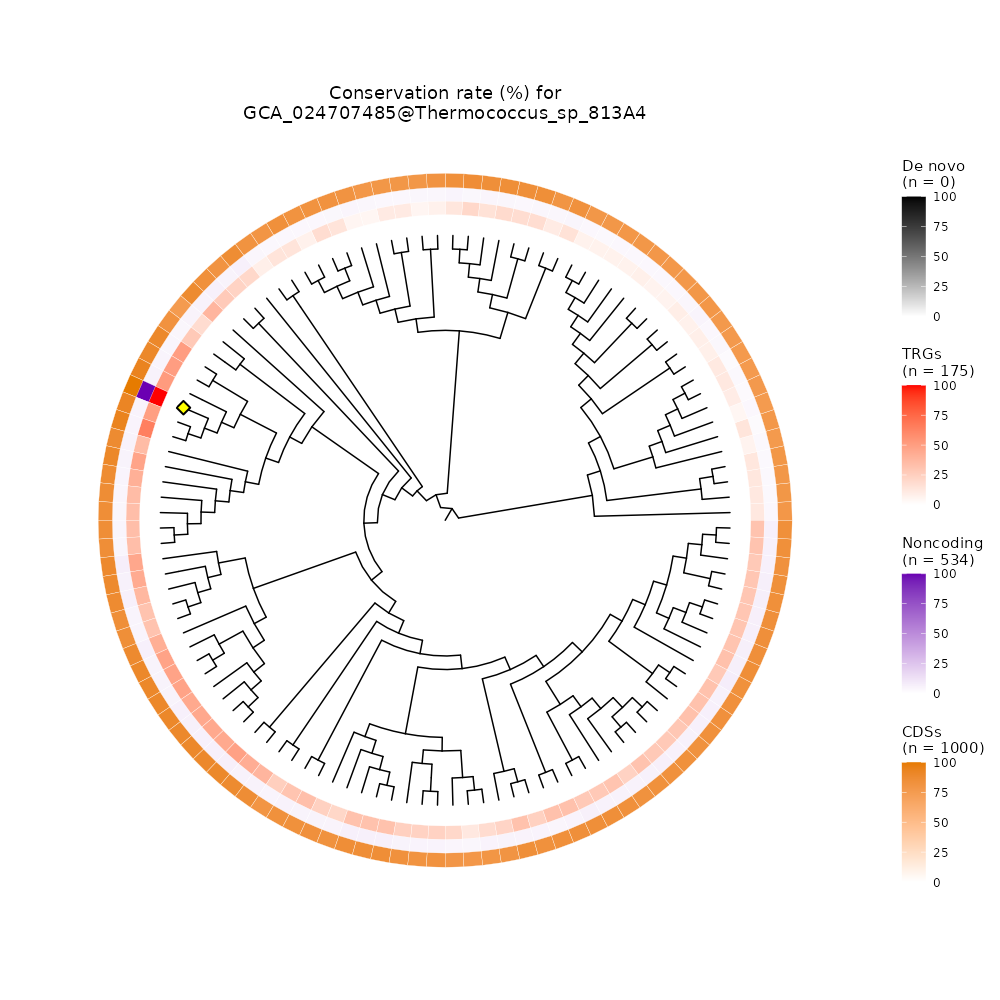 Conservation rate (%) for
GCA_024707485@Thermococcus_sp_813A4
De novo
(n = 0)
100
75
50
25
0
TRGs
(n = 175)
100
75
50
25
0
Noncoding
(n = 534)
100
75
50
25
0
CDSs
(n = 1000)
100
75
50
25
0